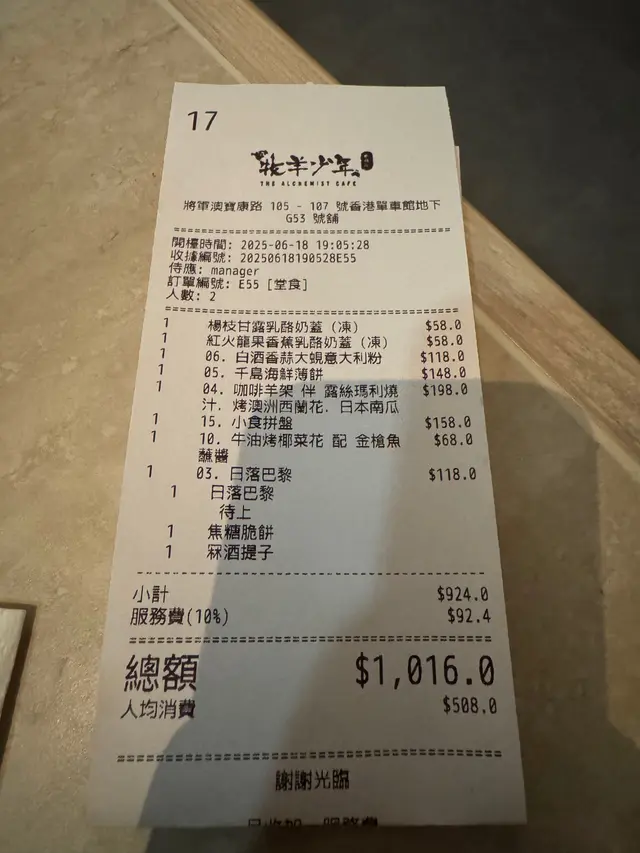 17
牧羊少年
THE ALCHEMIST CAFE
將軍澳寶康路 105 - 107 號香港單車館地下
G53 號舖
開檯時間: 2025-06-18 19:05:28
收據編號: 20250618190528E55
侍應: manager
訂單編號: E55 [堂食]
人數: 2
1 楊枝甘露乳酪奶蓋 (凍) $58.0
1 紅火龍果香蕉乳酪奶蓋 (凍) $58.0
1 06. 白酒香蒜大蜆意大利粉 $118.0
1 05. 千島海鮮薄餅 $148.0
1 04. 咖啡羊架 伴 露絲瑪利燒 $198.0
汁, 烤澳洲西蘭花, 日本南瓜
1 15. 小食拼盤 $158.0
1 10. 牛油烤椰菜花 配 金槍魚 $68.0
蘸醬
1 03. 日落巴黎 $118.0
1 日落巴黎
待上
1 焦糖脆餅
1 冧酒提子
小計 $924.0
服務費(10%) $92.4
總額 $1,016.0
人均消費 $508.0
謝謝光臨